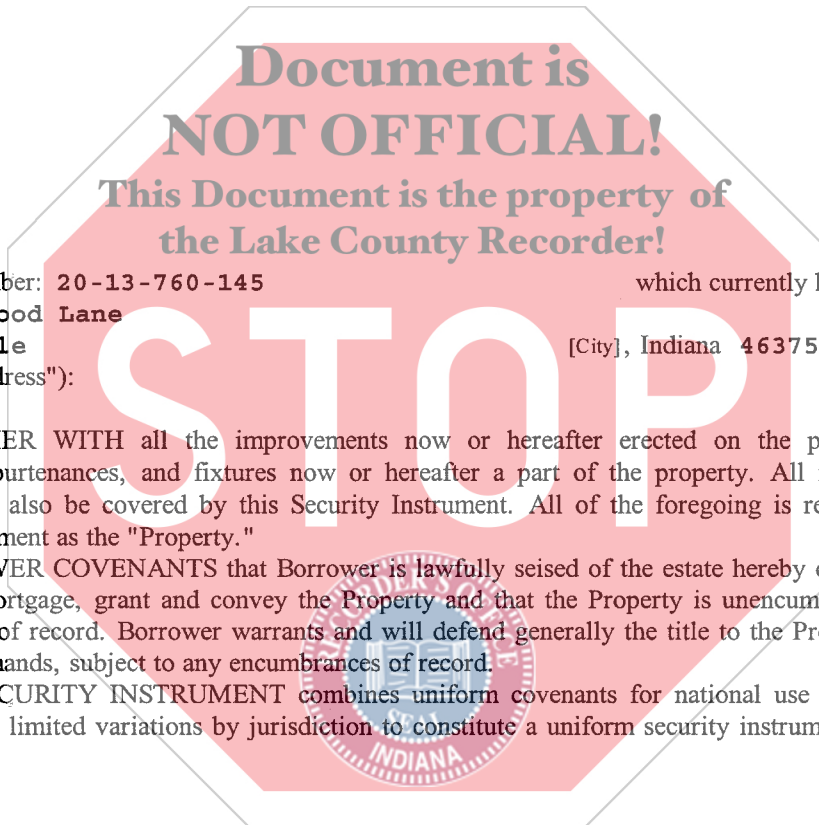 Document is
NOT OFFICIAL!
This Document is the property of
the Lake County Recorder!
ber: 20-13-760-145 which currently
ood Lane
le [City], Indiana 46375
dress"):
STOP
ER WITH all the improvements now or hereafter erected on the p
purtenances, and fixtures now or hereafter a part of the property. All
also be covered by this Security Instrument. All of the foregoing is re
ment as the "Property."
VER COVENANTS that Borrower is lawfully seised of the estate hereby
ortgage, grant and convey the Property and that the Property is unencum
of record. Borrower warrants and will defend generally the title to the Pro
ands, subject to any encumbrances of record.
CURITY INSTRUMENT combines uniform covenants for national use
limited variations by jurisdiction to constitute a uniform security instrum
RECORDER'S OFFICE
SEAL
INDIANA